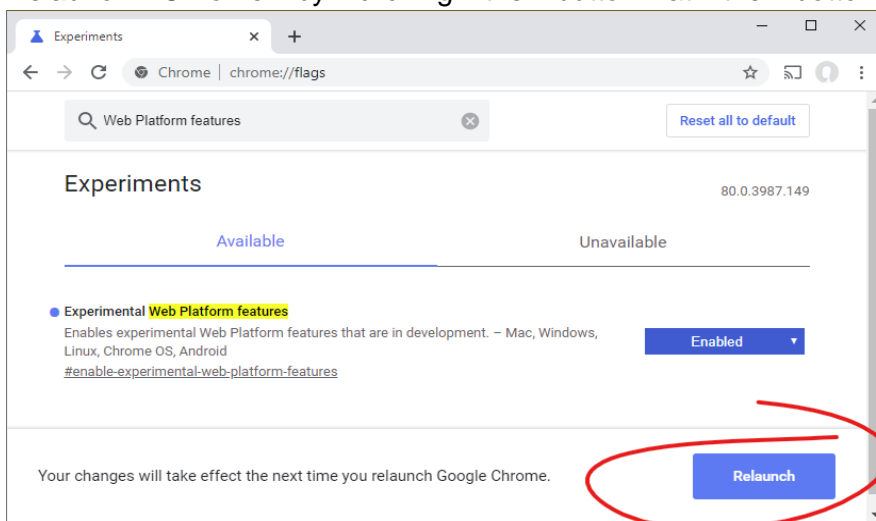 Experiments
Chrome | chrome://flags
Web Platform features
Reset all to default
Experiments
80.0.3987.149
Available
Unavailable
Experimental Web Platform features
Enables experimental Web Platform features that are in development. – Mac, Windows,
Linux, Chrome OS, Android
#enable-experimental-web-platform-features
Enabled
Your changes will take effect the next time you relaunch Google Chrome.
Relaunch